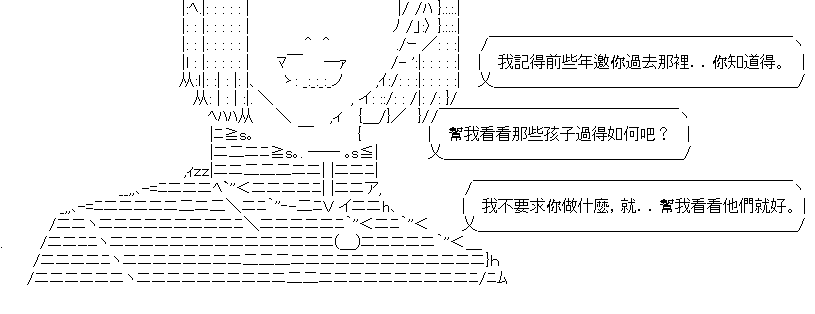 我記得前些年邀你過去那裡．．你知道得。
幫我看看那些孩子過得如何吧？
我不要求你做什麼，就．．幫我看看他們就好。